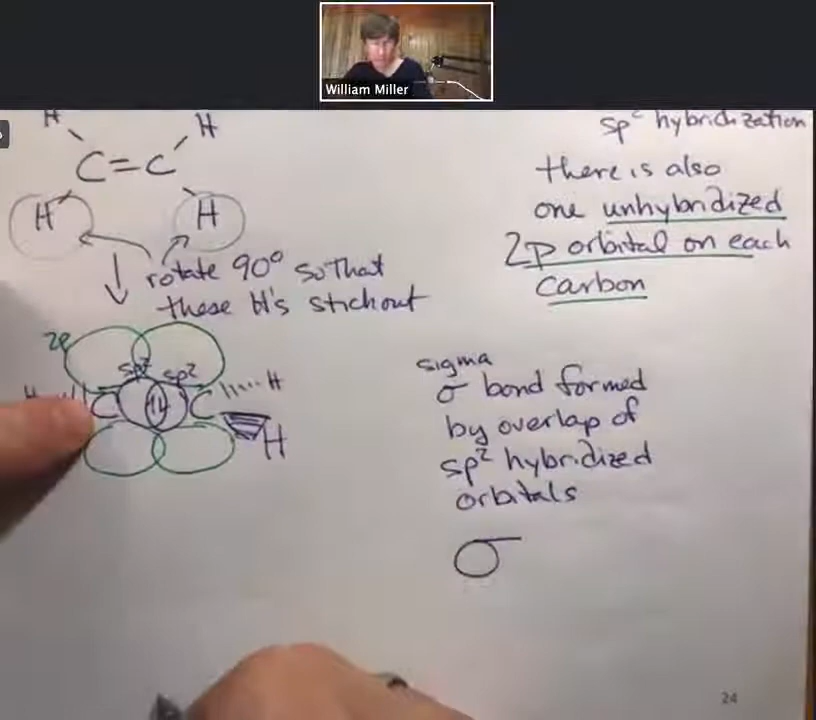 William Miller
H
H
C=C
H
H
rotate 90° so that
these H's stick out
2p
sp² sp²
H
C
1↓
C
H
H
sp² hybridization
there is also
one unhybridized
2p orbital on each
carbon
sigma
σ bond formed
by overlap of
sp² hybridized
orbitals
σ
24